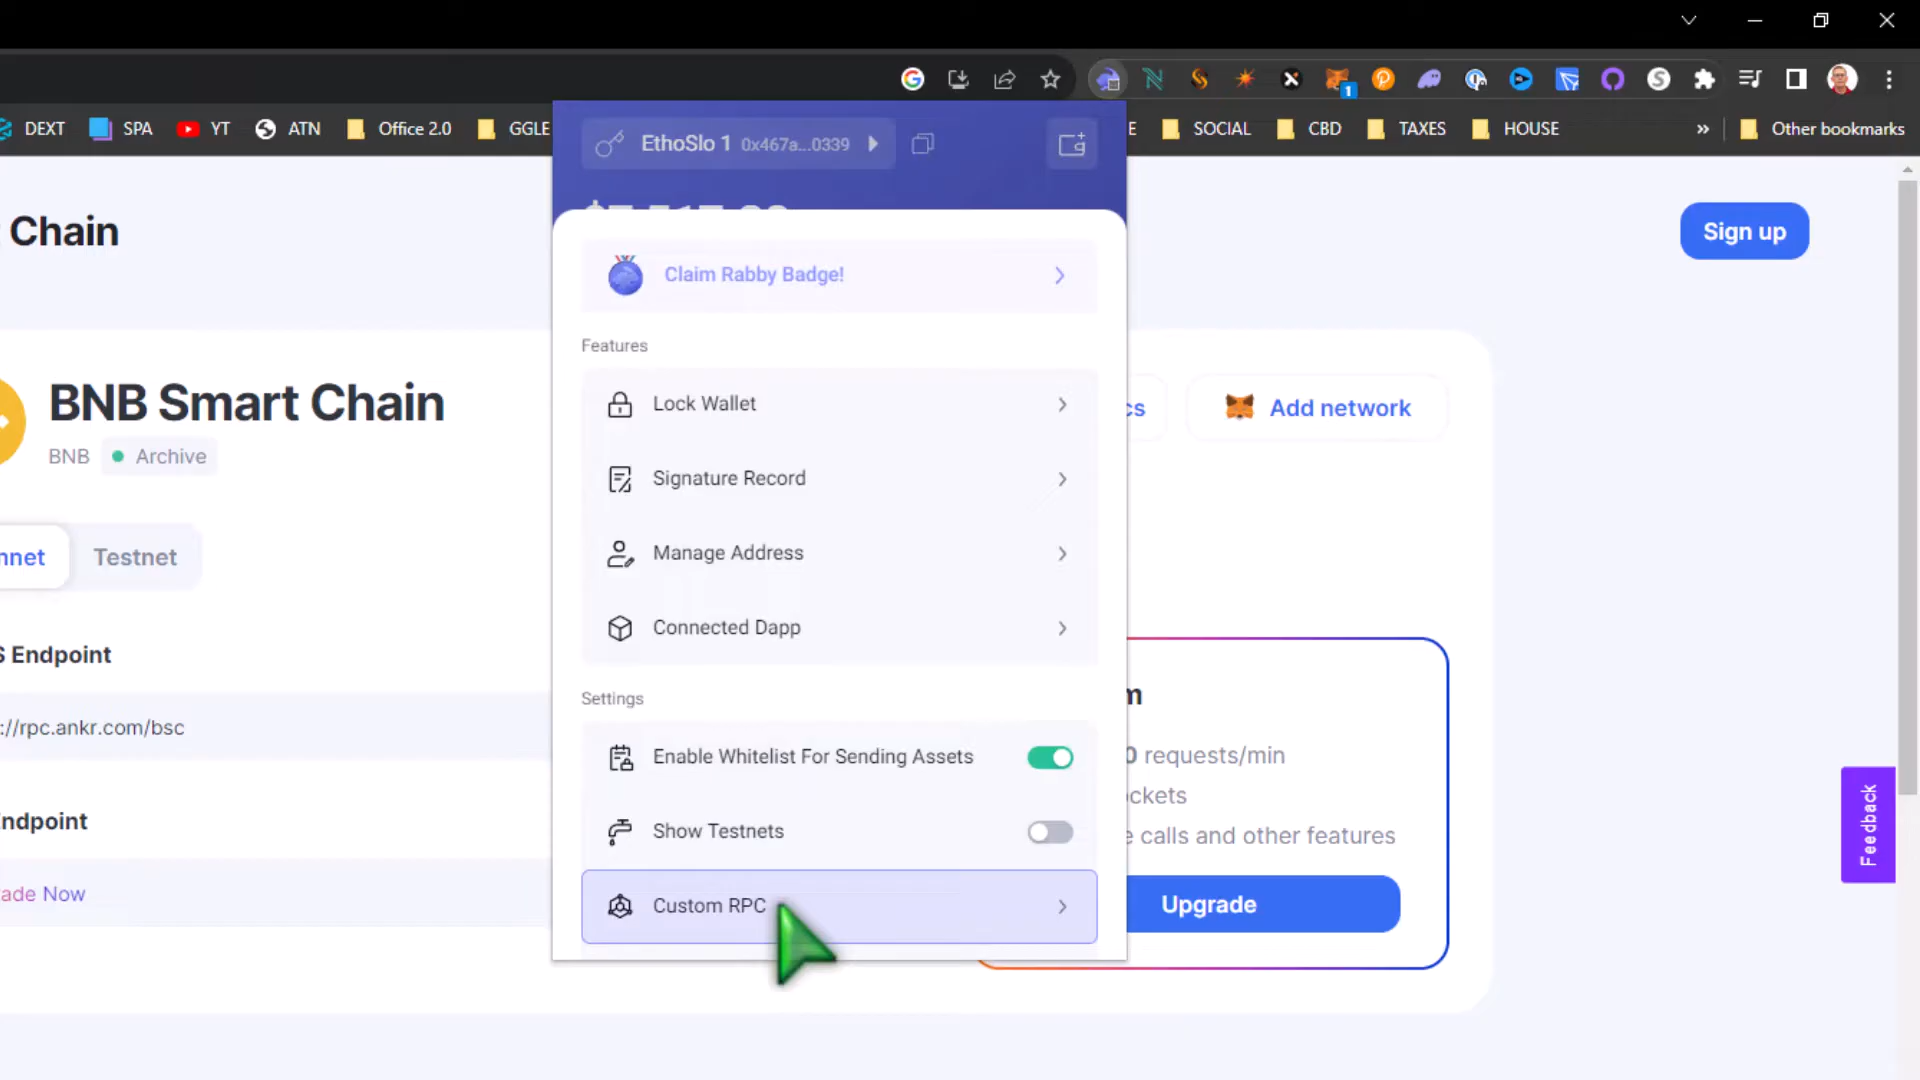 DEXT SPA YT ATN Office 2.0 GGLE E SOCIAL CBD TAXES HOUSE » Other bookmarks
1
EthoSlo 1 0x467a...0339
Chain
Sign up
Claim Rabby Badge!
Features
Lock Wallet
Signature Record
Manage Address
Connected Dapp
Settings
Enable Whitelist For Sending Assets
Show Testnets
Custom RPC
BNB Smart Chain
BNB Archive
cs
Add network
nnet Testnet
S Endpoint
://rpc.ankr.com/bsc
ndpoint
ade Now
m
0 requests/min
ckets
e calls and other features
Upgrade
Feedback